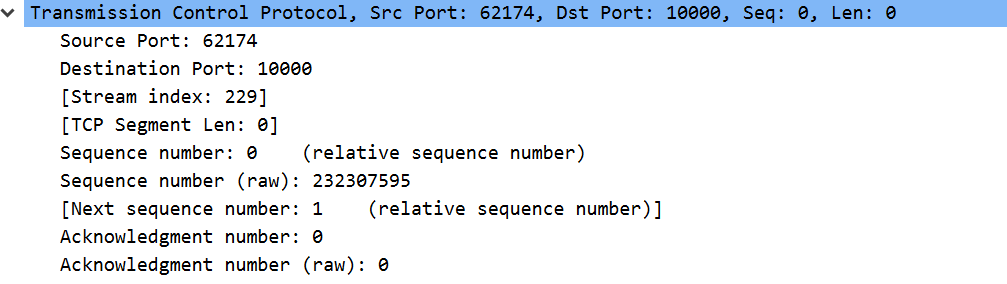 Transmission Control Protocol, Src Port: 62174, Dst Port: 10000, Seq: 0, Len: 0
Source Port: 62174
Destination Port: 10000
[Stream index: 229]
[TCP Segment Len: 0]
Sequence number: 0    (relative sequence number)
Sequence number (raw): 232307595
[Next sequence number: 1    (relative sequence number)]
Acknowledgment number: 0
Acknowledgment number (raw): 0